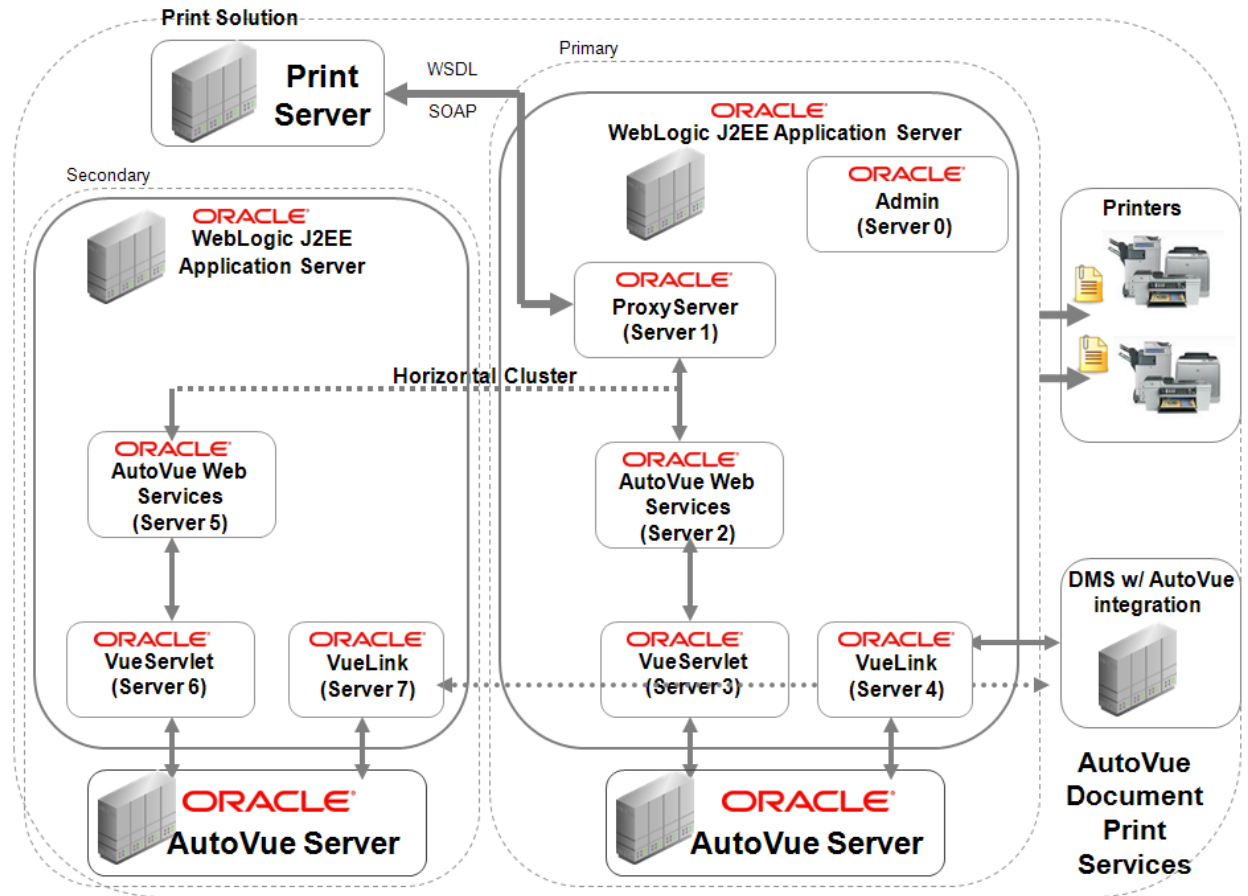 Print Solution
Print
Server
WSDL
SOAP
Primary
ORACLE®
WebLogic J2EE Application Server
ORACLE®
Admin
(Server 0)
Secondary
ORACLE®
WebLogic J2EE
Application Server
Printers
ORACLE®
ProxyServer
(Server 1)
Horizontal Cluster
ORACLE®
AutoVue Web
Services
(Server 5)
ORACLE®
AutoVue Web
Services
(Server 2)
DMS w/ AutoVue
integration
ORACLE®
VueServlet
(Server 6)
ORACLE®
VueLink
(Server 7)
ORACLE®
VueServlet
(Server 3)
ORACLE®
VueLink
(Server 4)
ORACLE®
AutoVue Server
ORACLE®
AutoVue Server
AutoVue
Document
Print
Services